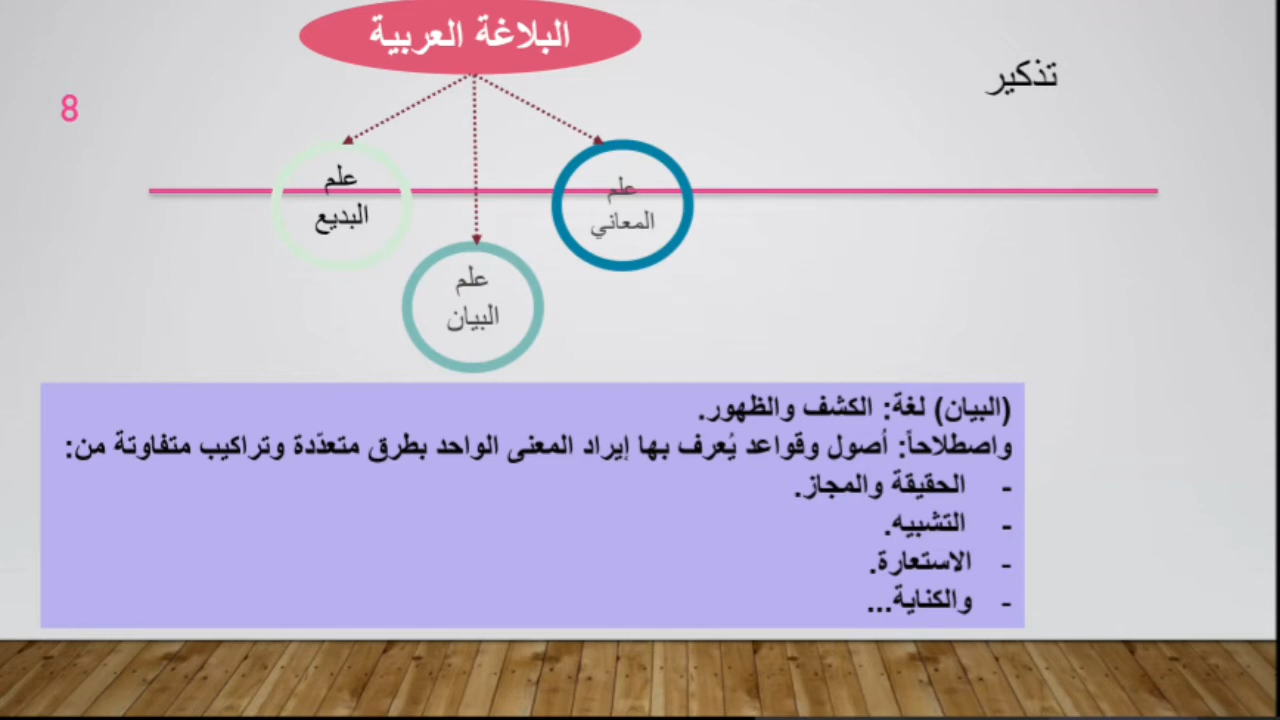 البلاغة العربية
تذكير
8
علم
المعاني
علم
البيان
علم
البديع
(البيان) لغة: الكشف والظهور.
واصطلاحاً: أصول وقواعد يُعرف بها إيراد المعنى الواحد بطرق متعدّدة وتراكيب متفاوتة من:
- الحقيقة والمجاز.
- التشبيه.
- الاستعارة.
- والكناية...